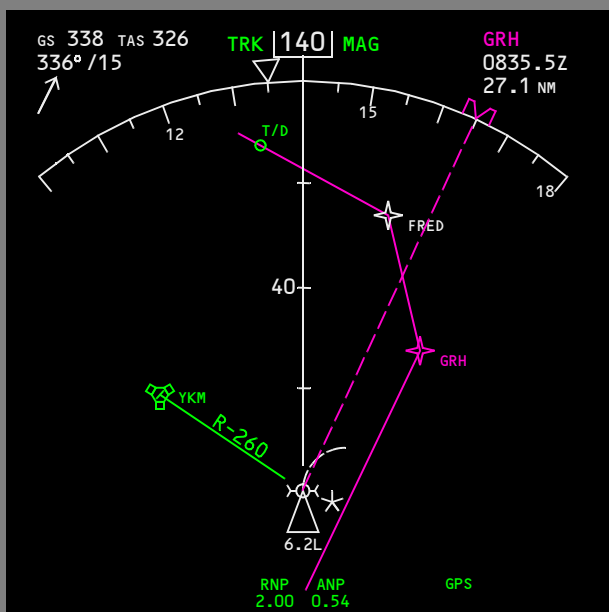 GS 338 TAS 326
336°/15
TRK 140 MAG
GRH
0835.5Z
27.1 NM
12
15
18
T/D
FRED
40
GRH
YKM
R-260
6.2L
RNP ANP
2.00 0.54
GPS